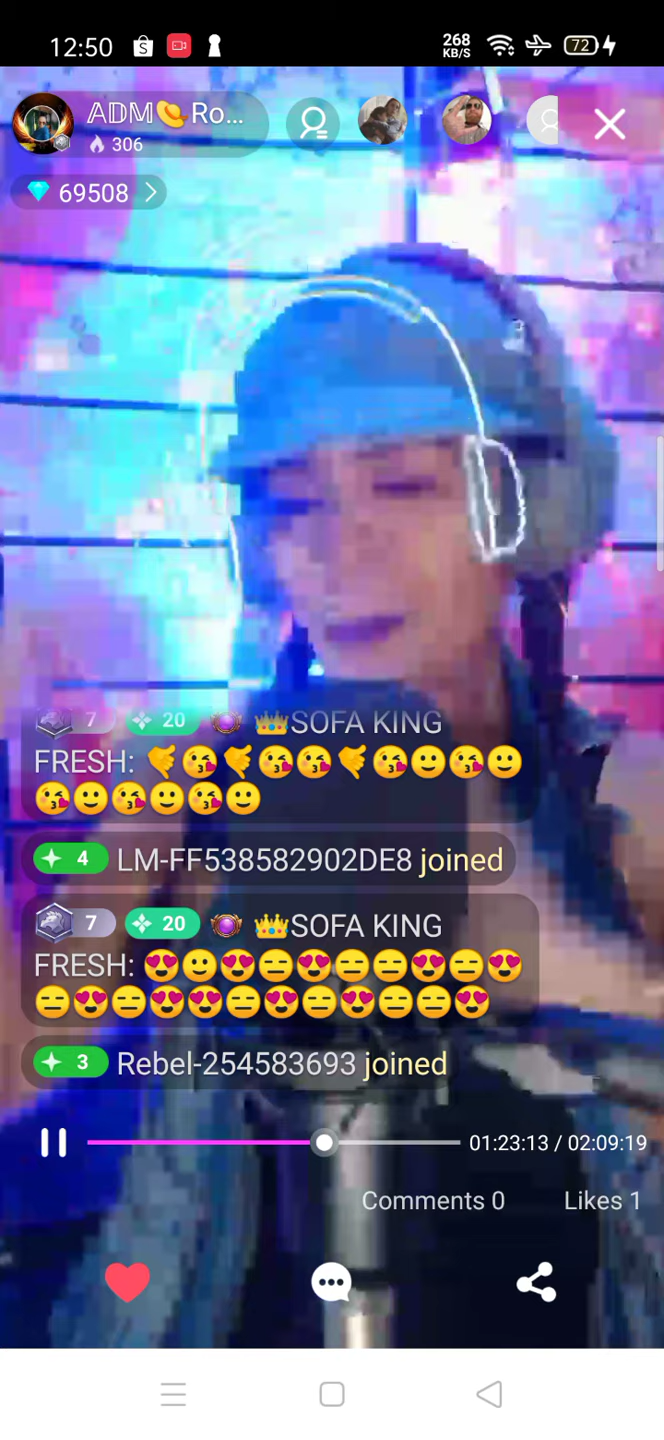 12:50
268
KB/S
72
𝔸𝔻𝕄👒Ro...
306
69508
7 20 👑SOFA KING
FRESH: 🤙😘🤙😘😘🤙😘🙂😘🙂
😘🙂😘🙂😘🙂
4 LM-FF538582902DE8 joined
7 20 👑SOFA KING
FRESH: 😍🙂😍😑😍😑😑😍😑😍
😑😍😑😍😍😑😍😑😍😑😑😍
3 Rebel-254583693 joined
01:23:13 / 02:09:19
Comments 0 Likes 1